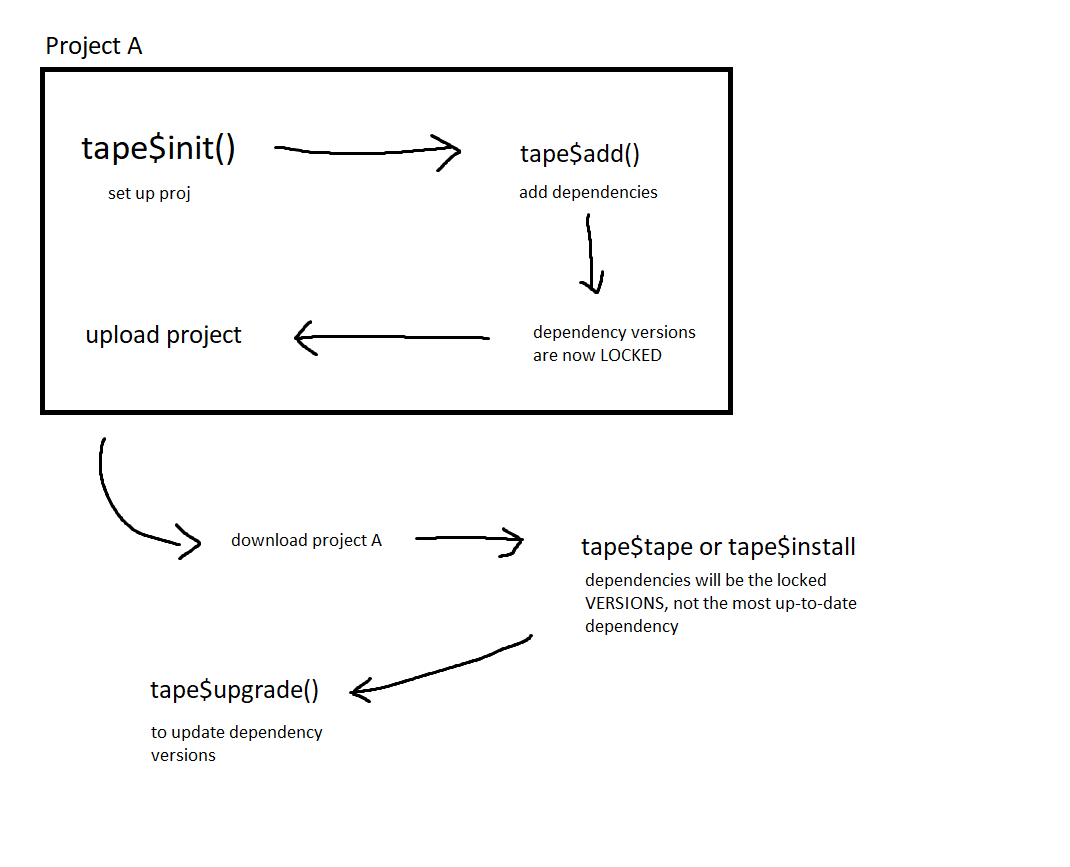 Project A
tape$init()
set up proj
tape$add()
add dependencies
dependency versions
are now LOCKED
upload project
download project A
tape$tape or tape$install
dependencies will be the locked
VERSIONS, not the most up-to-date
dependency
tape$upgrade()
to update dependency
versions